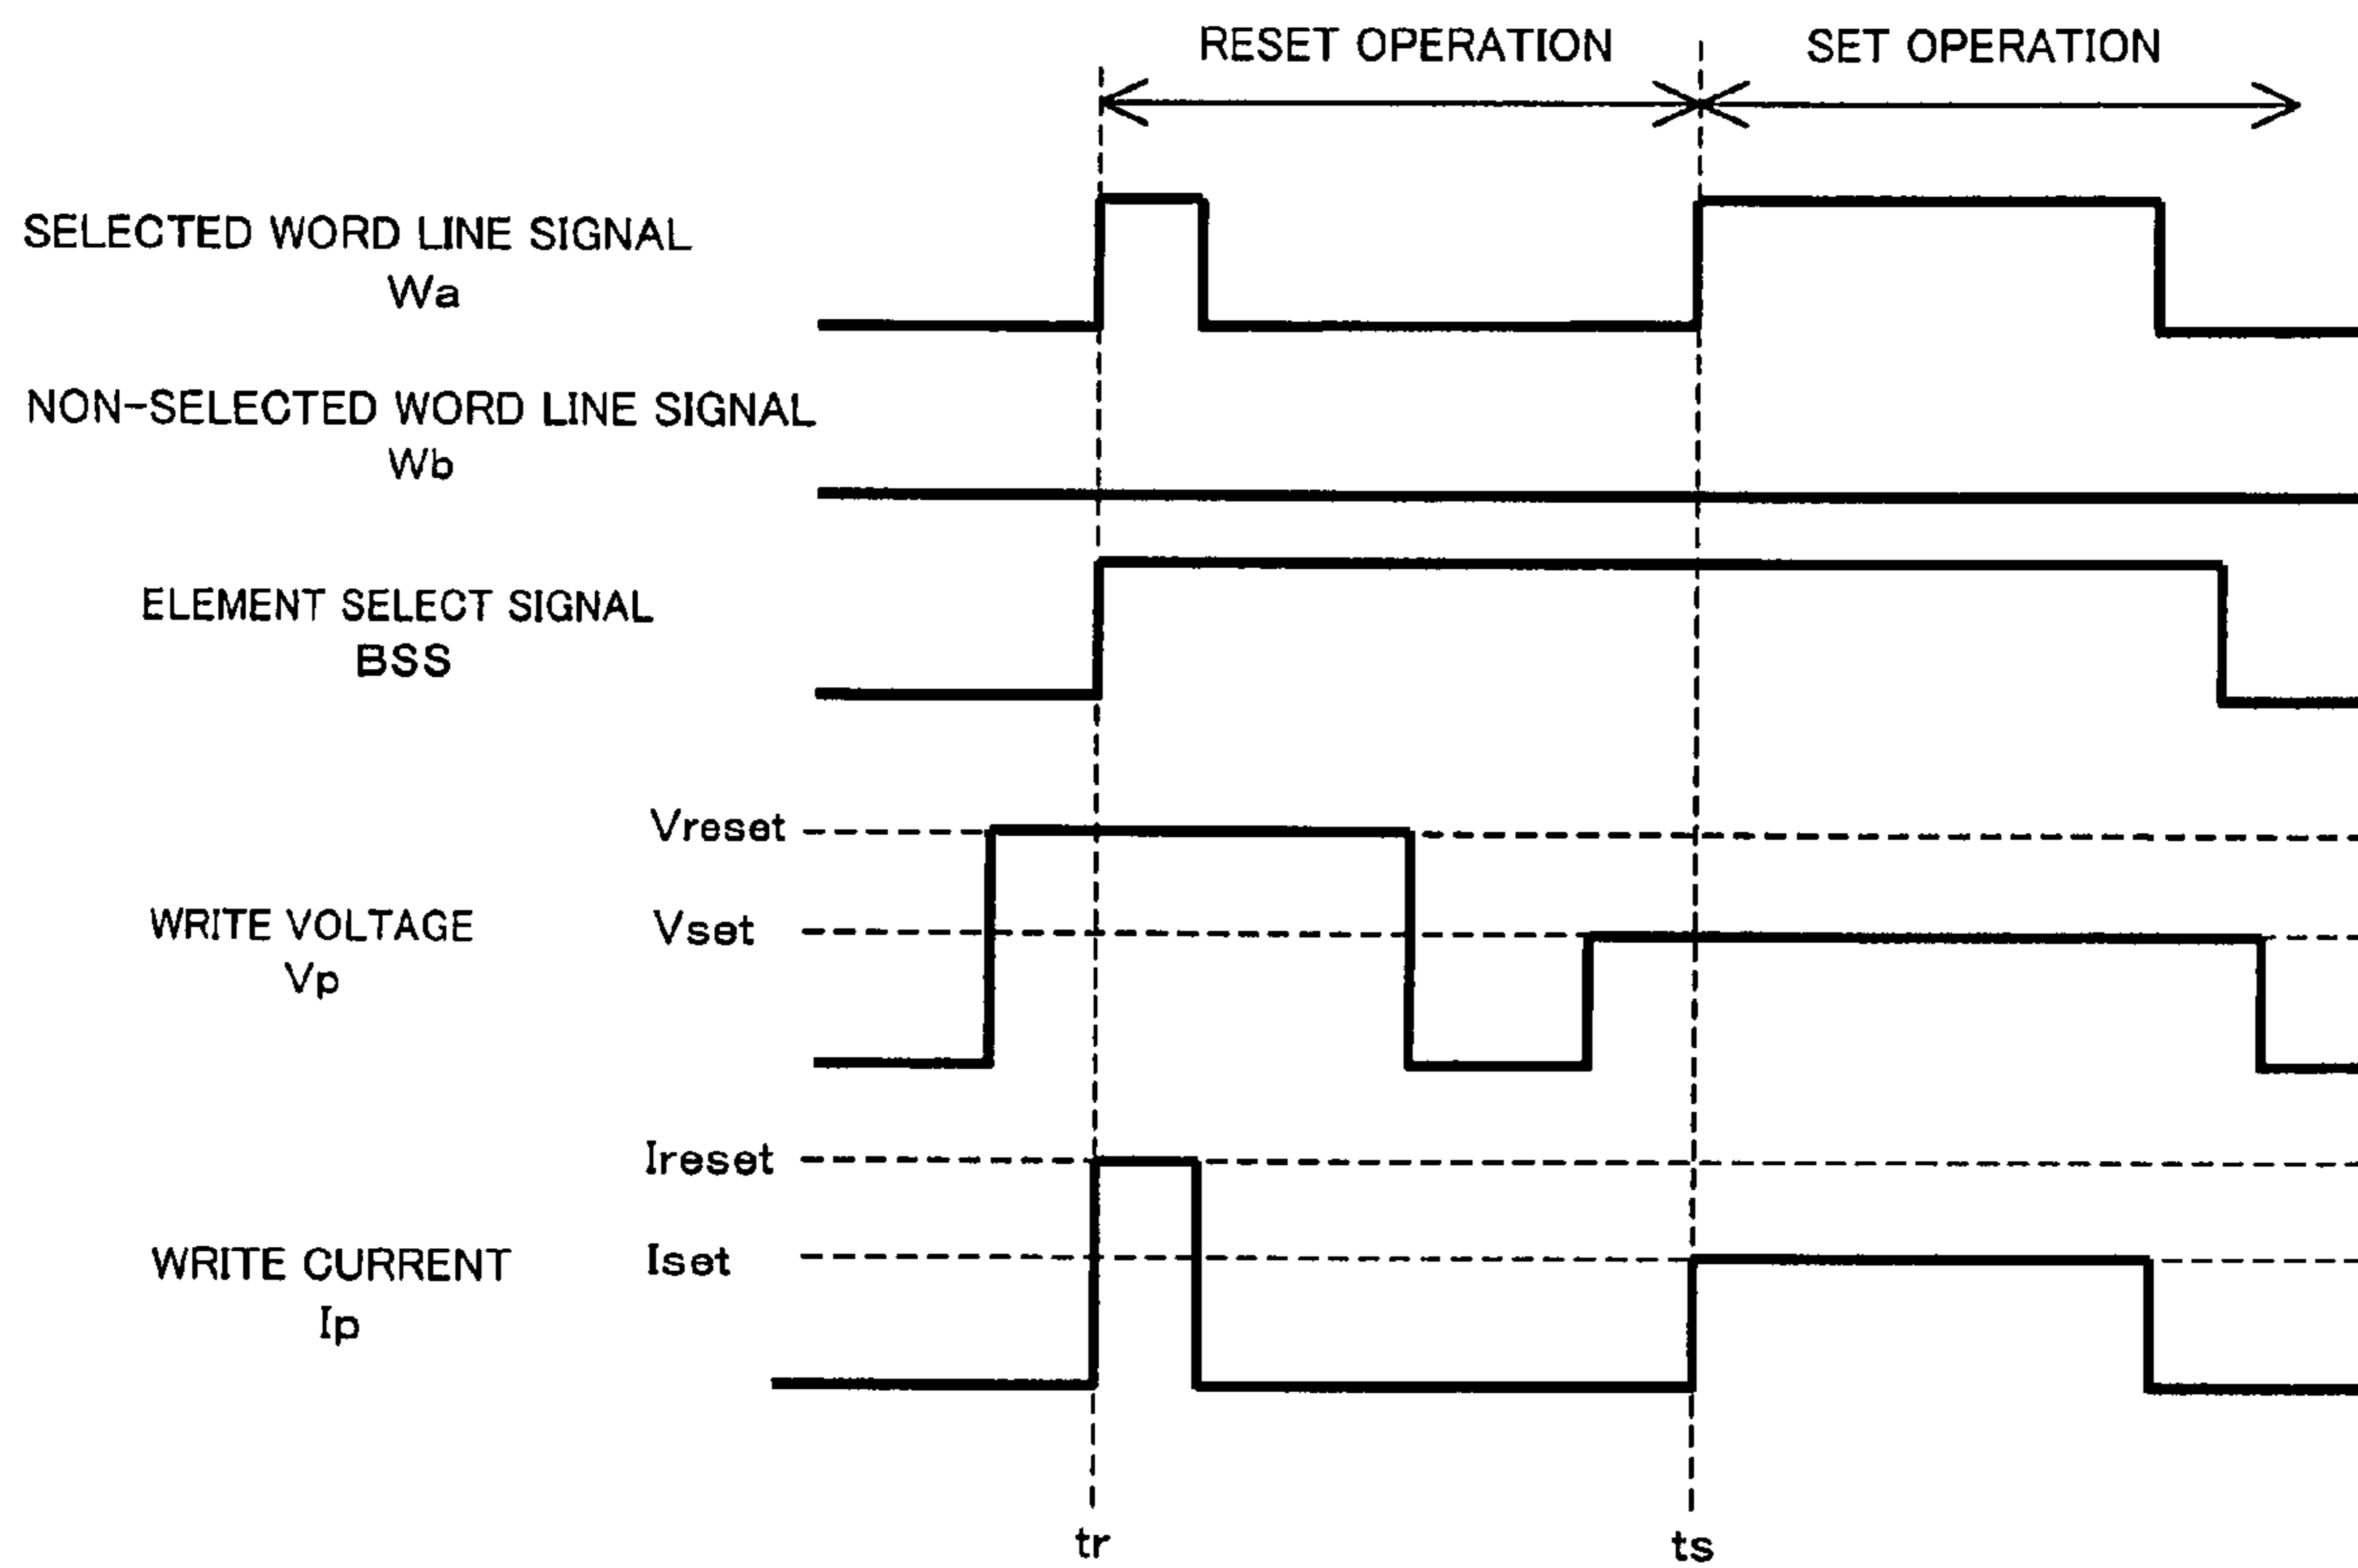 RESET OPERATION
SET OPERATION
SELECTED WORD LINE SIGNAL
Wa
NON-SELECTED WORD LINE SIGNAL
Wb
ELEMENT SELECT SIGNAL
BSS
Vreset
WRITE VOLTAGE
Vset
Vp
Ireset
WRITE CURRENT
Iset
Ip
tr
ts